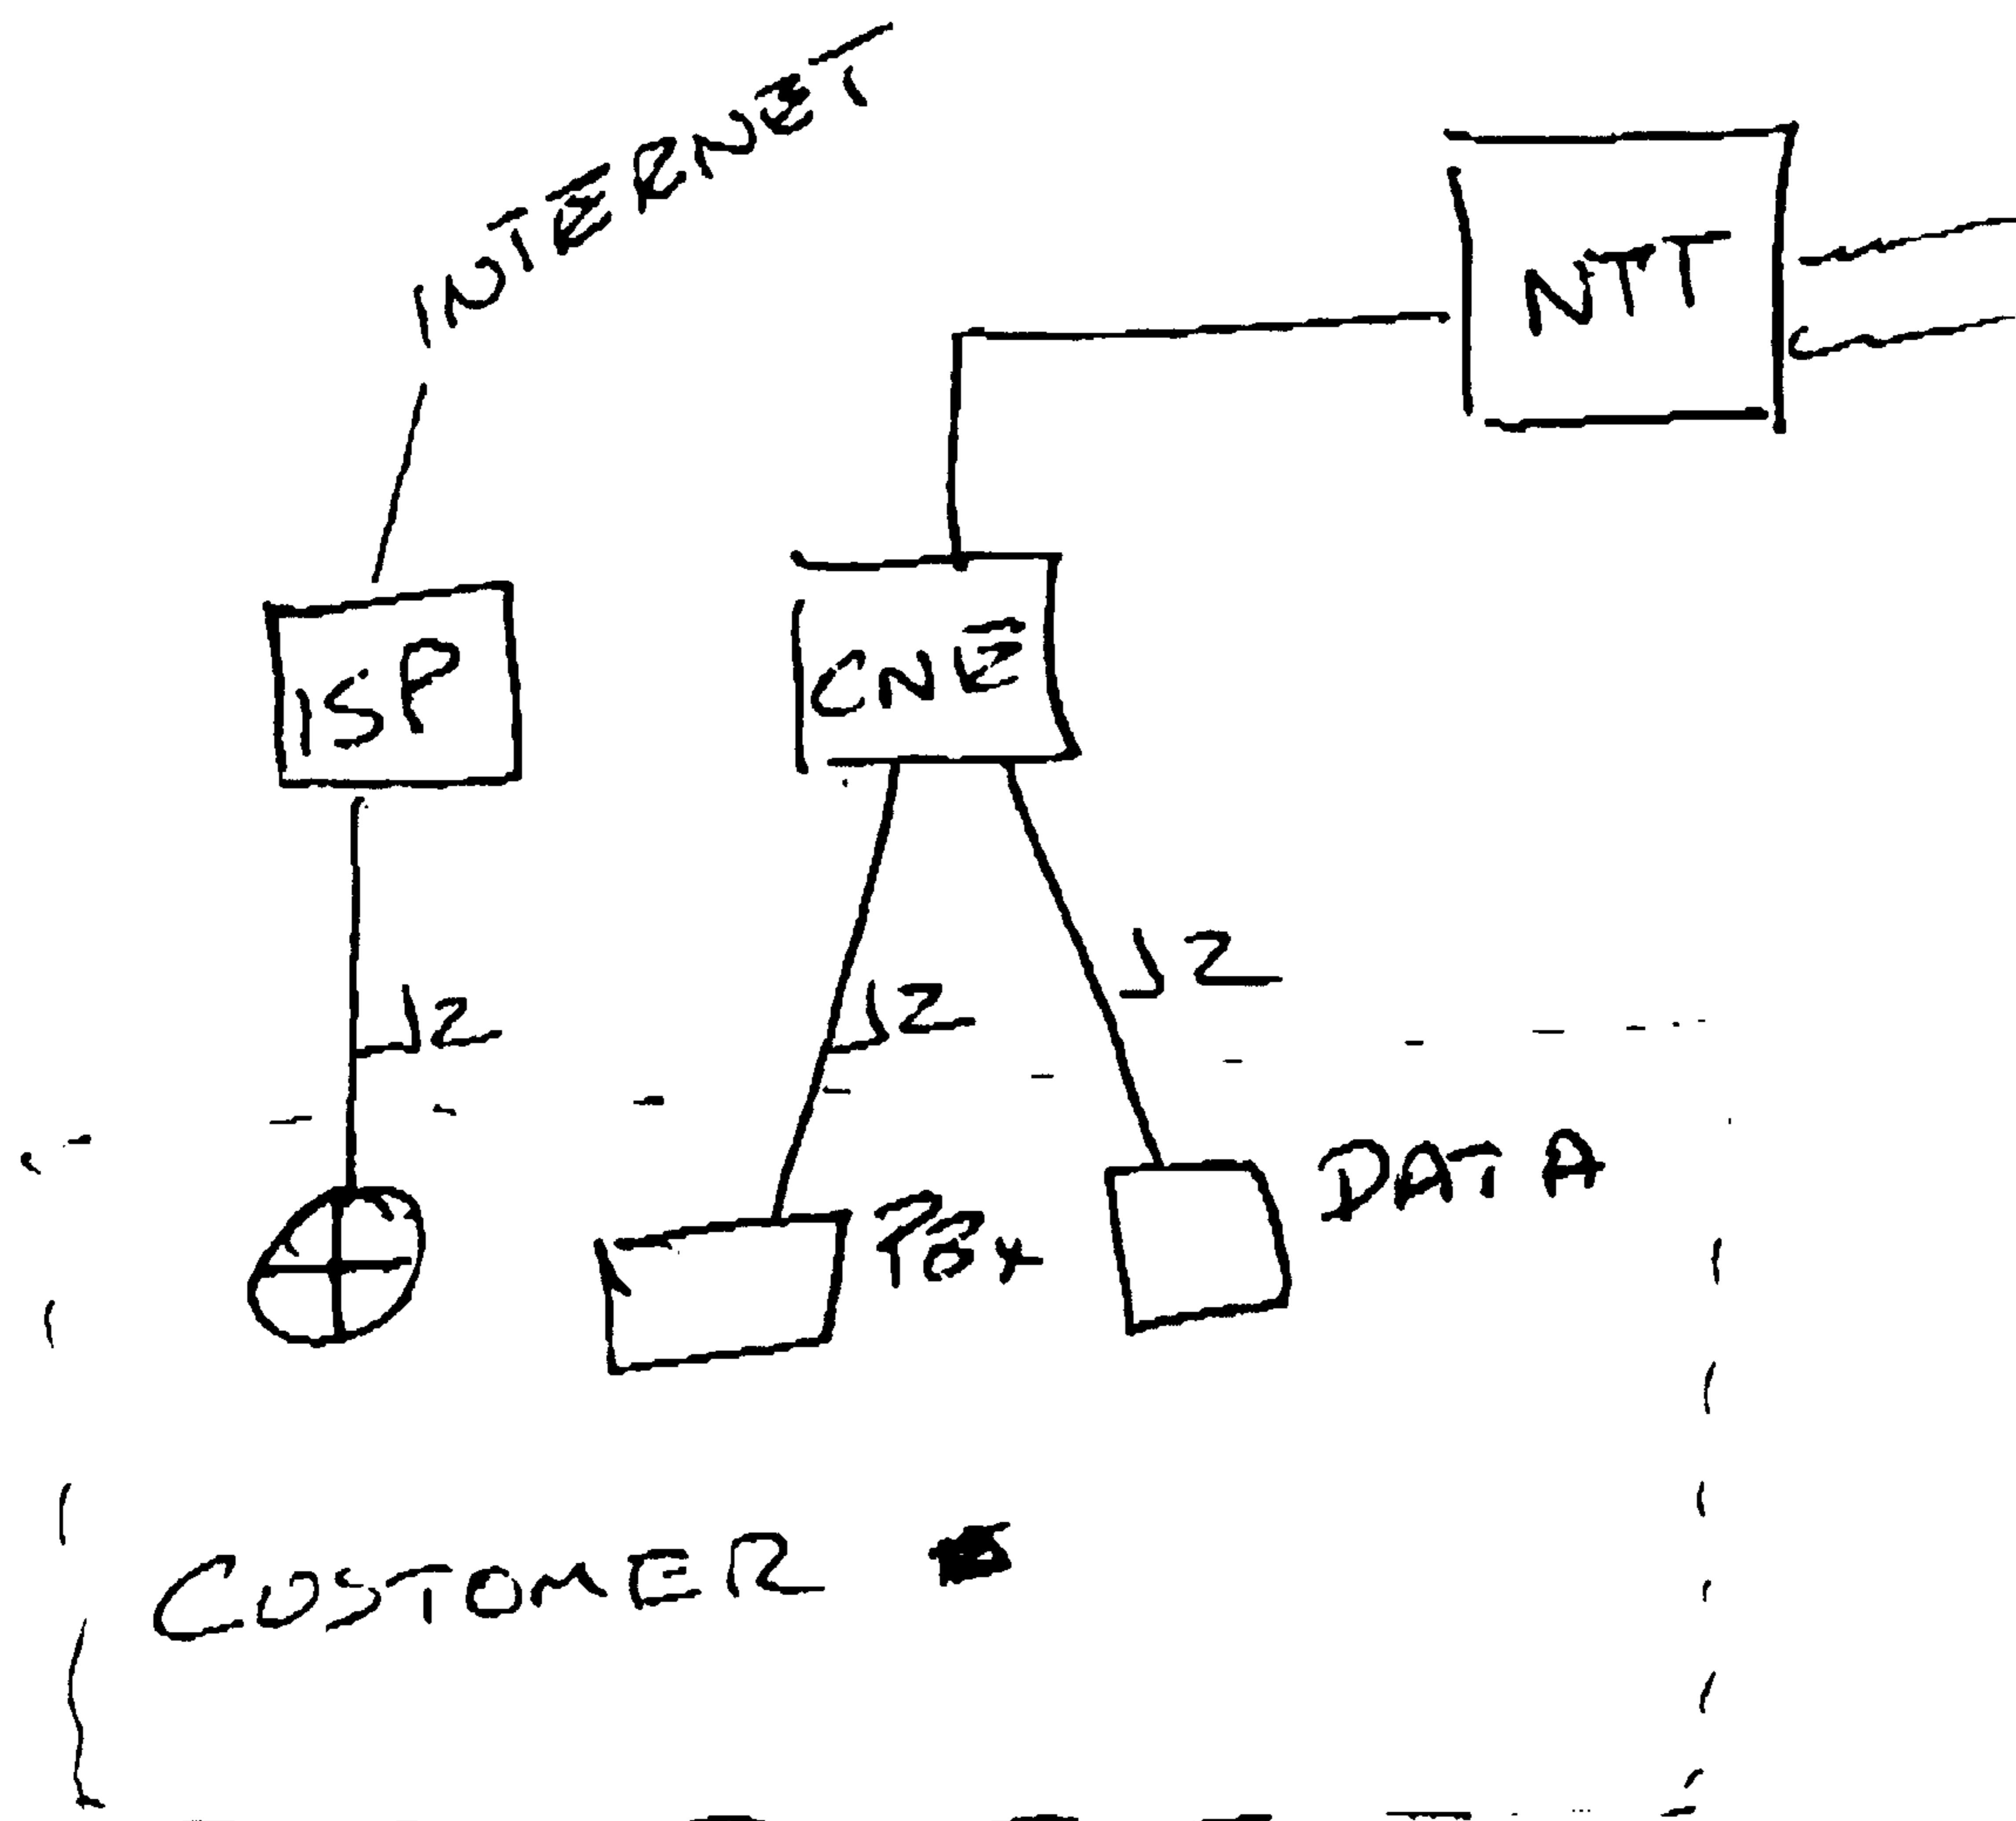 INTERNET
NTT
ISP
CNE
J2
J2
J2
PBX
DATA
CUSTOMER